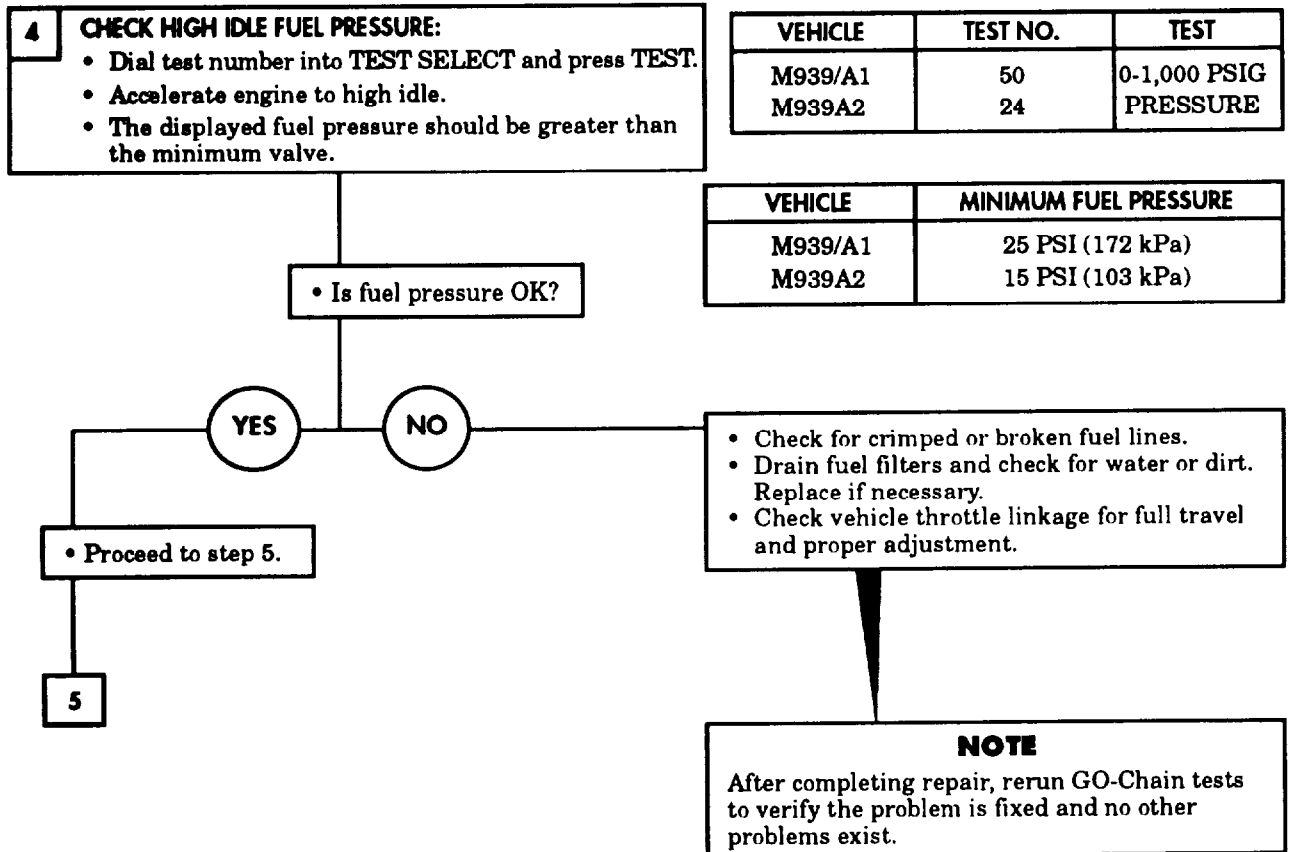 4 CHECK HIGH IDLE FUEL PRESSURE:
• Dial test number into TEST SELECT and press TEST.
• Accelerate engine to high idle.
• The displayed fuel pressure should be greater than
the minimum valve.
VEHICLE TEST NO. TEST
M939/A1 50 0-1,000 PSIG
M939A2 24 PRESSURE
VEHICLE MINIMUM FUEL PRESSURE
M939/A1 25 PSI (172 kPa)
M939A2 15 PSI (103 kPa)
• Is fuel pressure OK?
YES NO
• Proceed to step 5.
5
• Check for crimped or broken fuel lines.
• Drain fuel filters and check for water or dirt.
Replace if necessary.
• Check vehicle throttle linkage for full travel
and proper adjustment.
NOTE
After completing repair, rerun GO-Chain tests
to verify the problem is fixed and no other
problems exist.